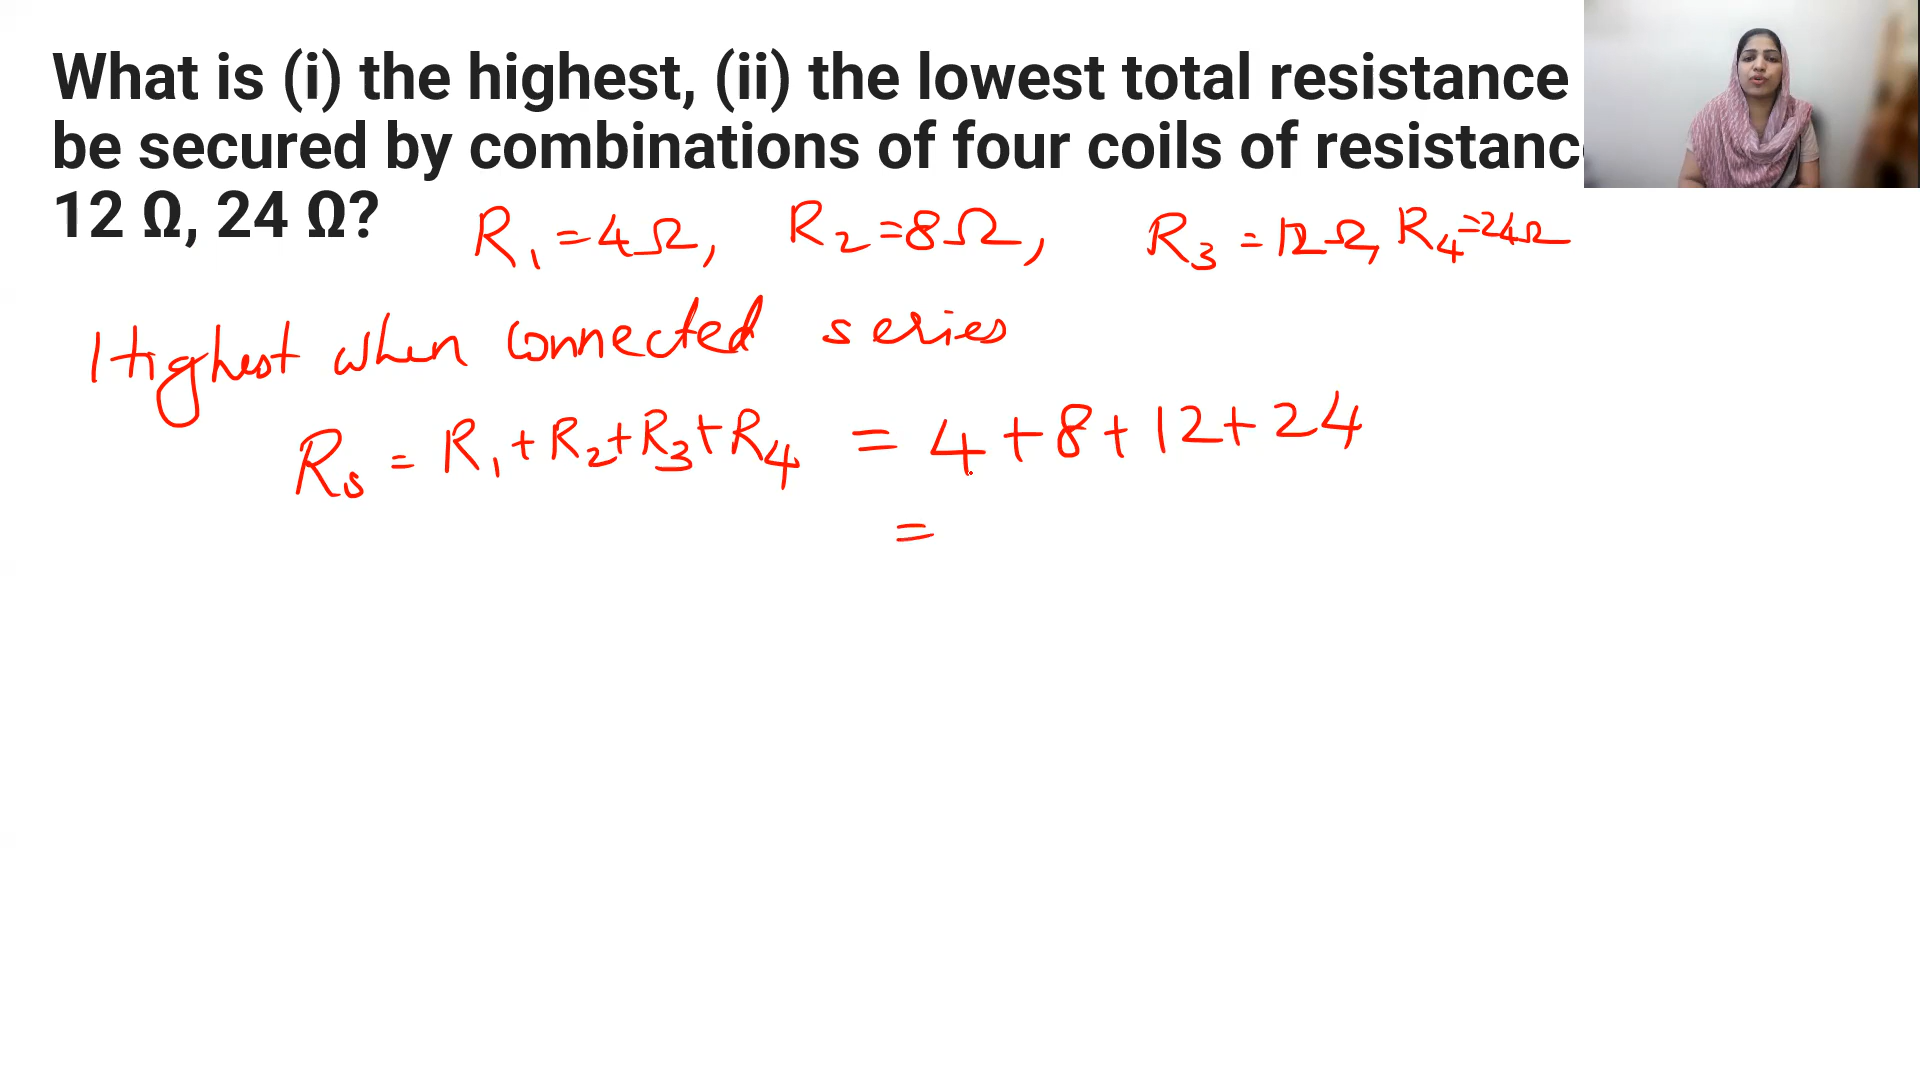 What is (i) the highest, (ii) the lowest total resistance
be secured by combinations of four coils of resistanc
12 Ω, 24 Ω?
R1 = 4Ω, R2 = 8Ω, R3 = 12Ω, R4 = 24Ω
Highest when connected series
Rs = R1 + R2 + R3 + R4 = 4 + 8 + 12 + 24
=